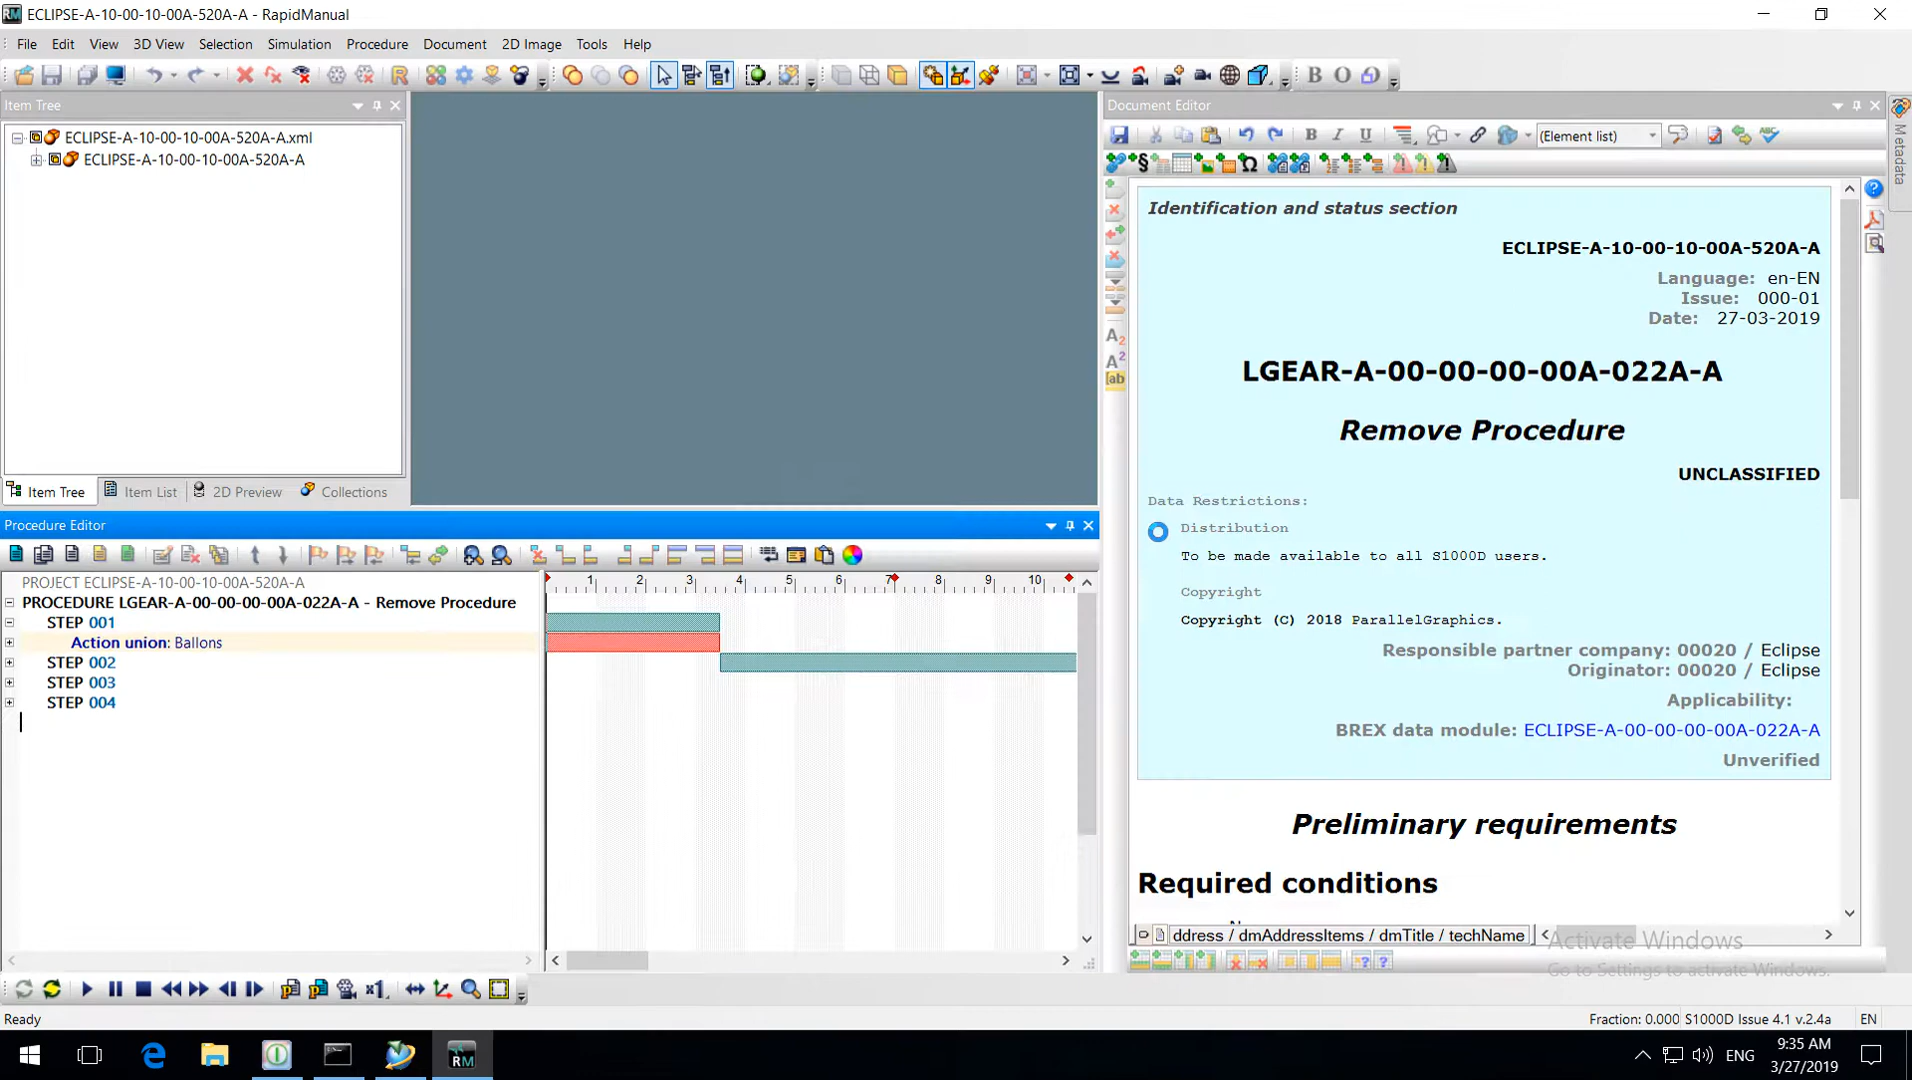 ECLIPSE-A-10-00-10-00A-520A-A - RapidManual
File Edit View 3D View Selection Simulation Procedure Document 2D Image Tools Help
Item Tree
ECLIPSE-A-10-00-10-00A-520A-A.xml
ECLIPSE-A-10-00-10-00A-520A-A
Item Tree Item List 2D Preview Collections
Procedure Editor
PROJECT ECLIPSE-A-10-00-10-00A-520A-A
PROCEDURE LGEAR-A-00-00-00-00A-022A-A - Remove Procedure
STEP 001
Action union: Ballons
STEP 002
STEP 003
STEP 004
1 2 3 4 5 6 7 8 9 10
x1
Document Editor
B I U (Element list)
Metadata
Identification and status section
ECLIPSE-A-10-00-10-00A-520A-A
Language: en-EN
Issue: 000-01
Date: 27-03-2019
LGEAR-A-00-00-00-00A-022A-A
Remove Procedure
UNCLASSIFIED
Data Restrictions:
Distribution
To be made available to all S1000D users.
Copyright
Copyright (C) 2018 ParallelGraphics.
Responsible partner company: 00020 / Eclipse
Originator: 00020 / Eclipse
Applicability:
BREX data module: ECLIPSE-A-00-00-00-00A-022A-A
Unverified
Preliminary requirements
Required conditions
ddress / dmAddressItems / dmTitle / techName
Activate Windows
Go to Settings to activate Windows.
Ready
Fraction: 0.000 S1000D Issue 4.1 v.2.4a EN
RM
ENG
9:35 AM
3/27/2019